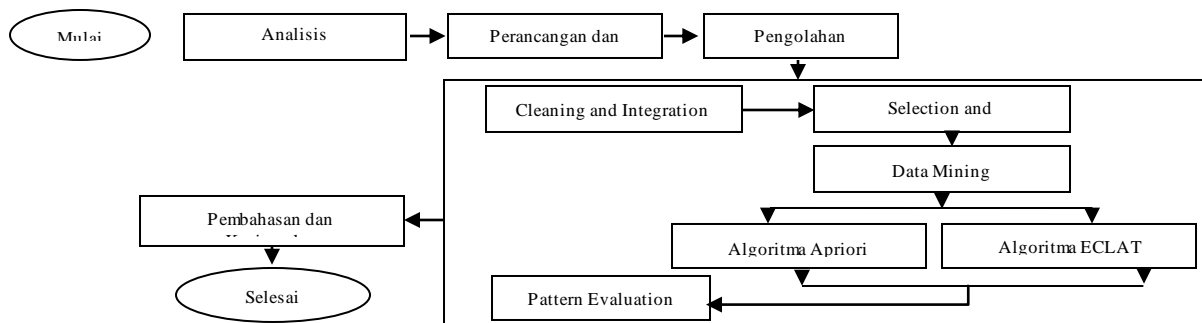 Mulai
Analisis
Perancangan dan
Pengolahan
Cleaning and Integration
Selection and
Data Mining
Algoritma Apriori
Algoritma ECLAT
Pattern Evaluation
Pembahasan dan
Selesai